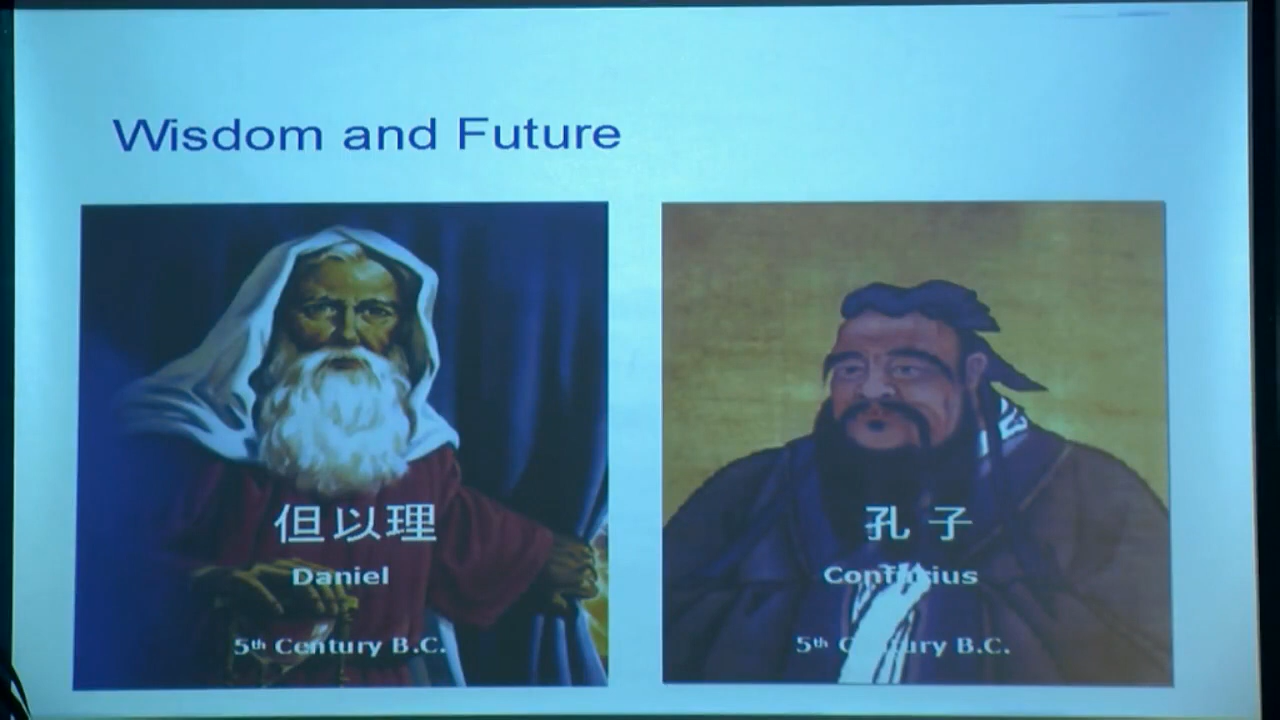 Wisdom and Future
但以理
Daniel
5th Century B.C.
孔子
Confucius
5th Century B.C.